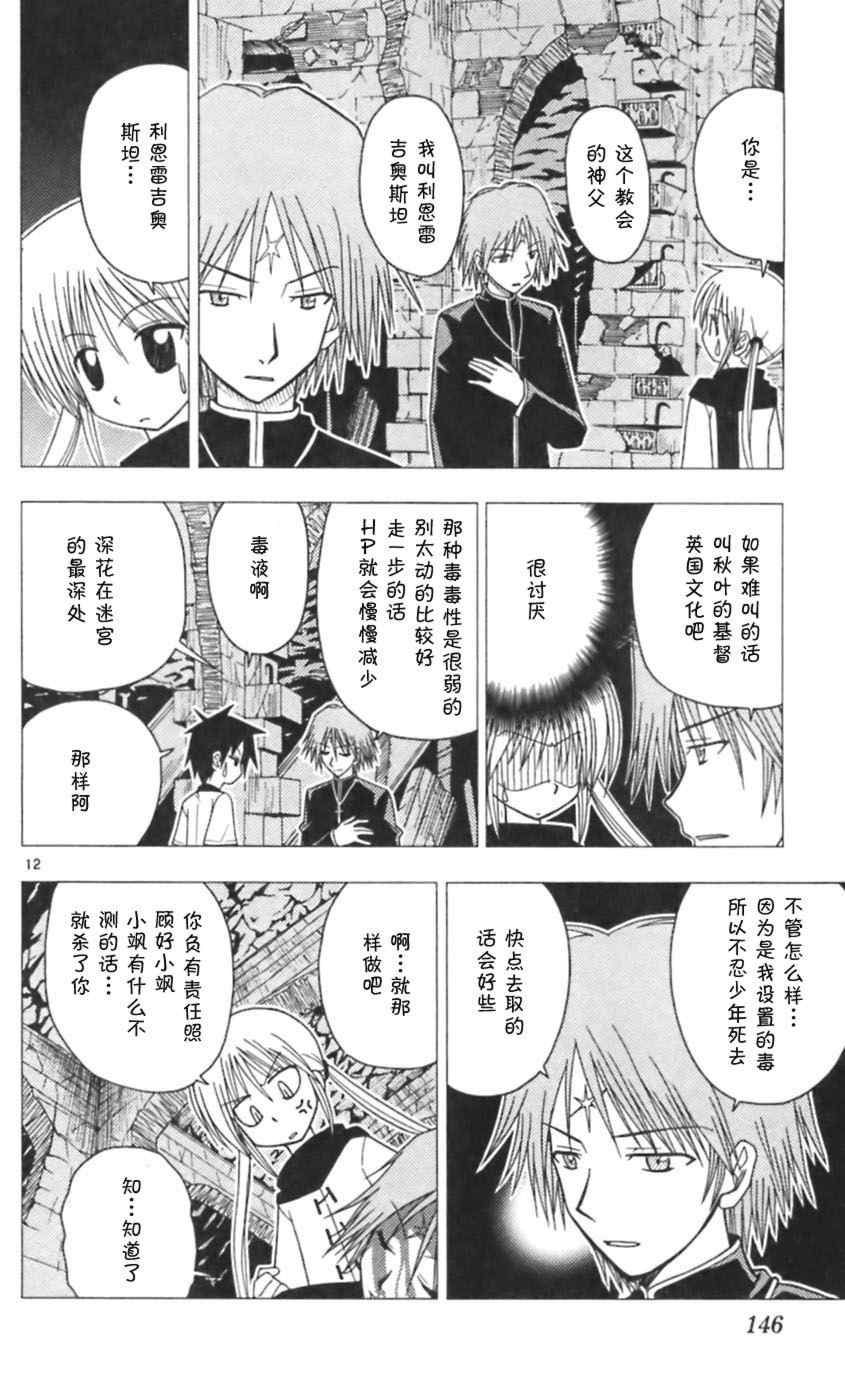 你是…
这个教会
的神父
我叫利恩雷
吉奥斯坦
利恩雷吉奥
斯坦…
如果难叫的话
叫秋叶的基督
英国文化吧
很讨厌
那种毒毒性是很弱的
别太动的比较好
走一步的话
HP就会慢慢减少
毒液啊
深花在迷宫
的最深处
那样阿
12
不管怎么样…
因为是我设置的毒
所以不忍少年死去
快点去取的
话会好些
啊…就那
样做吧
你负有责任照
顾好小飒
小飒有什么不
测的话…
就杀了你
知…知道了
146